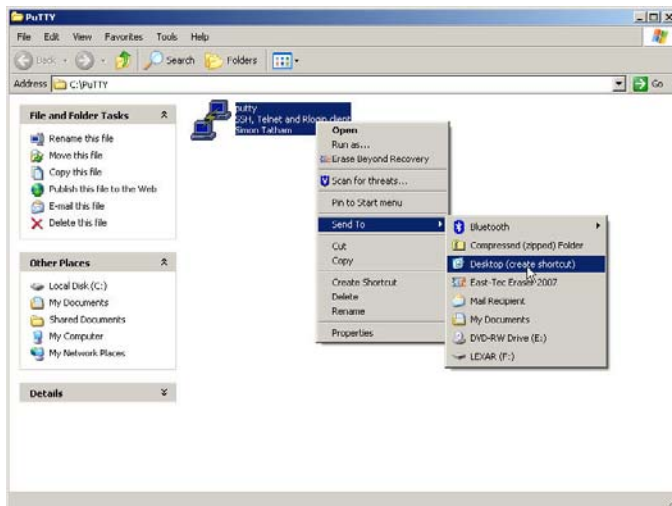 PuTTY
File Edit View Favorites Tools Help
Back Search Folders
Address C:\PuTTY Go
File and Folder Tasks
Rename this file
Move this file
Copy this file
Publish this file to the Web
E-mail this file
Delete this file
Other Places
Local Disk (C:)
My Documents
Shared Documents
My Computer
My Network Places
Details
putty
SSH, Telnet and Rlogin client
Simon Tatham
Open
Run as...
Erase Beyond Recovery
Scan for threats...
Pin to Start menu
Send To
Cut
Copy
Create Shortcut
Delete
Rename
Properties
Bluetooth
Compressed (zipped) Folder
Desktop (create shortcut)
East-Tec Eraser 2007
Mail Recipient
My Documents
DVD-RW Drive (E:)
LEXAR (F:)